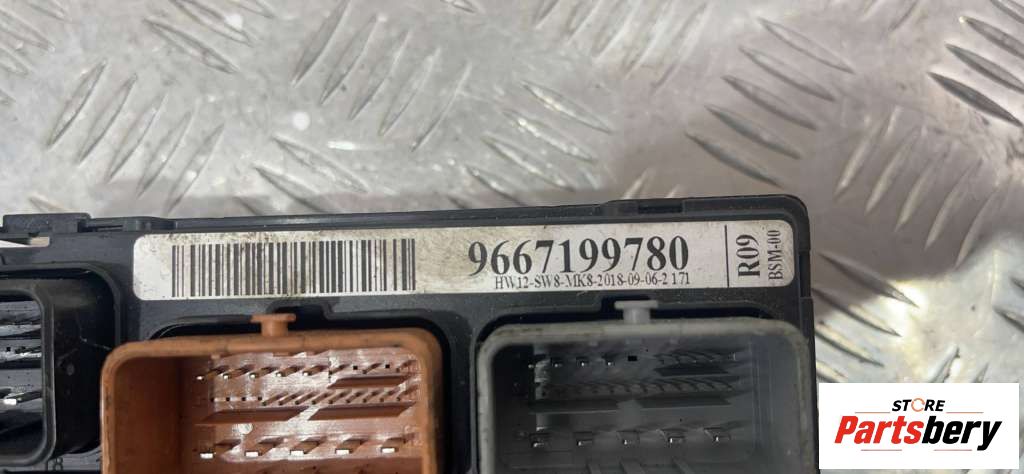 9667199780
HW12-SW8-MK8-2018-09-06-2 171
R09
BSM-00
STORE
Partsbery